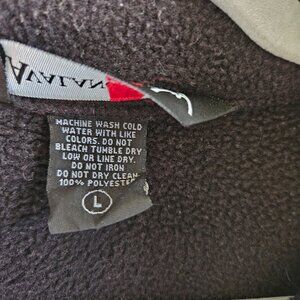 AVALAN
MACHINE WASH COLD
WATER WITH LIKE
COLORS. DO NOT
BLEACH TUMBLE DRY
LOW OR LINE DRY.
DO NOT IRON
DO NOT DRY CLEAN
100% POLYESTER
L